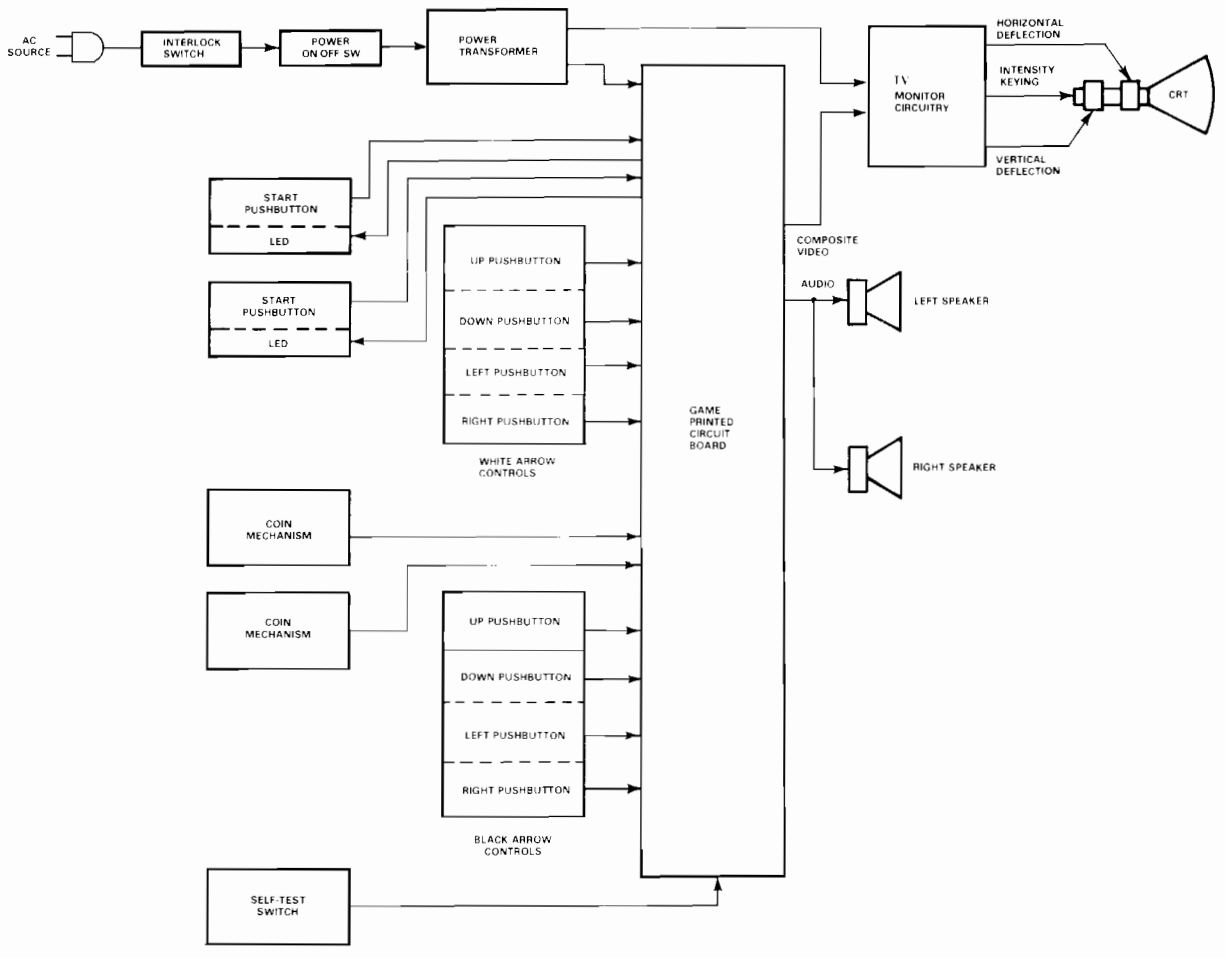 AC
SOURCE
INTERLOCK
SWITCH
POWER
ON OFF SW
POWER
TRANSFORMER
TV
MONITOR
CIRCUITRY
HORIZONTAL
DEFLECTION
INTENSITY
KEYING
CRT
VERTICAL
DEFLECTION
START
PUSHBUTTON
LED
START
PUSHBUTTON
LED
UP PUSHBUTTON
DOWN PUSHBUTTON
LEFT PUSHBUTTON
RIGHT PUSHBUTTON
WHITE ARROW
CONTROLS
COMPOSITE
VIDEO
AUDIO
LEFT SPEAKER
RIGHT SPEAKER
GAME
PRINTED
CIRCUIT
BOARD
COIN
MECHANISM
COIN
MECHANISM
UP PUSHBUTTON
DOWN PUSHBUTTON
LEFT PUSHBUTTON
RIGHT PUSHBUTTON
BLACK ARROW
CONTROLS
SELF-TEST
SWITCH